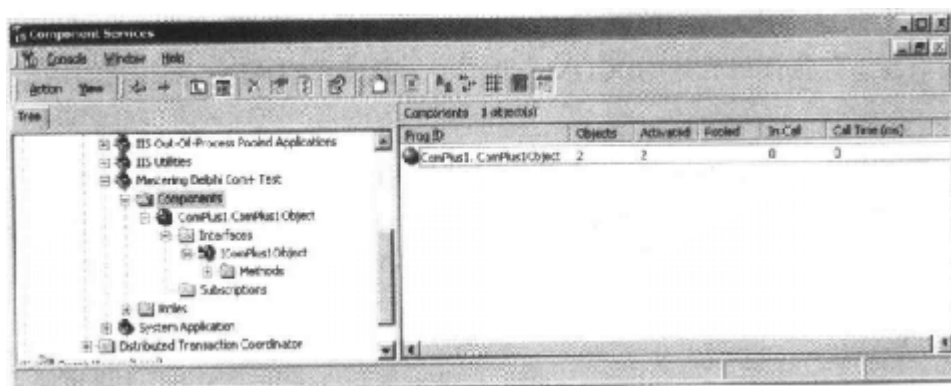 Component Services
Console Window Help
Action View
Tree
Components 1 object(s)
Prog ID Objects Activated Pooled In Call Call Time (ms)
ComPlus1.ComPlus1Object 2 2 0 0
IIS Out-Of-Process Pooled Applications
IIS Utilities
Mastering Delphi Com+ Test
Components
ComPlus1.ComPlus1Object
Interfaces
IComPlus1Object
Methods
Subscriptions
Roles
System Application
Distributed Transaction Coordinator